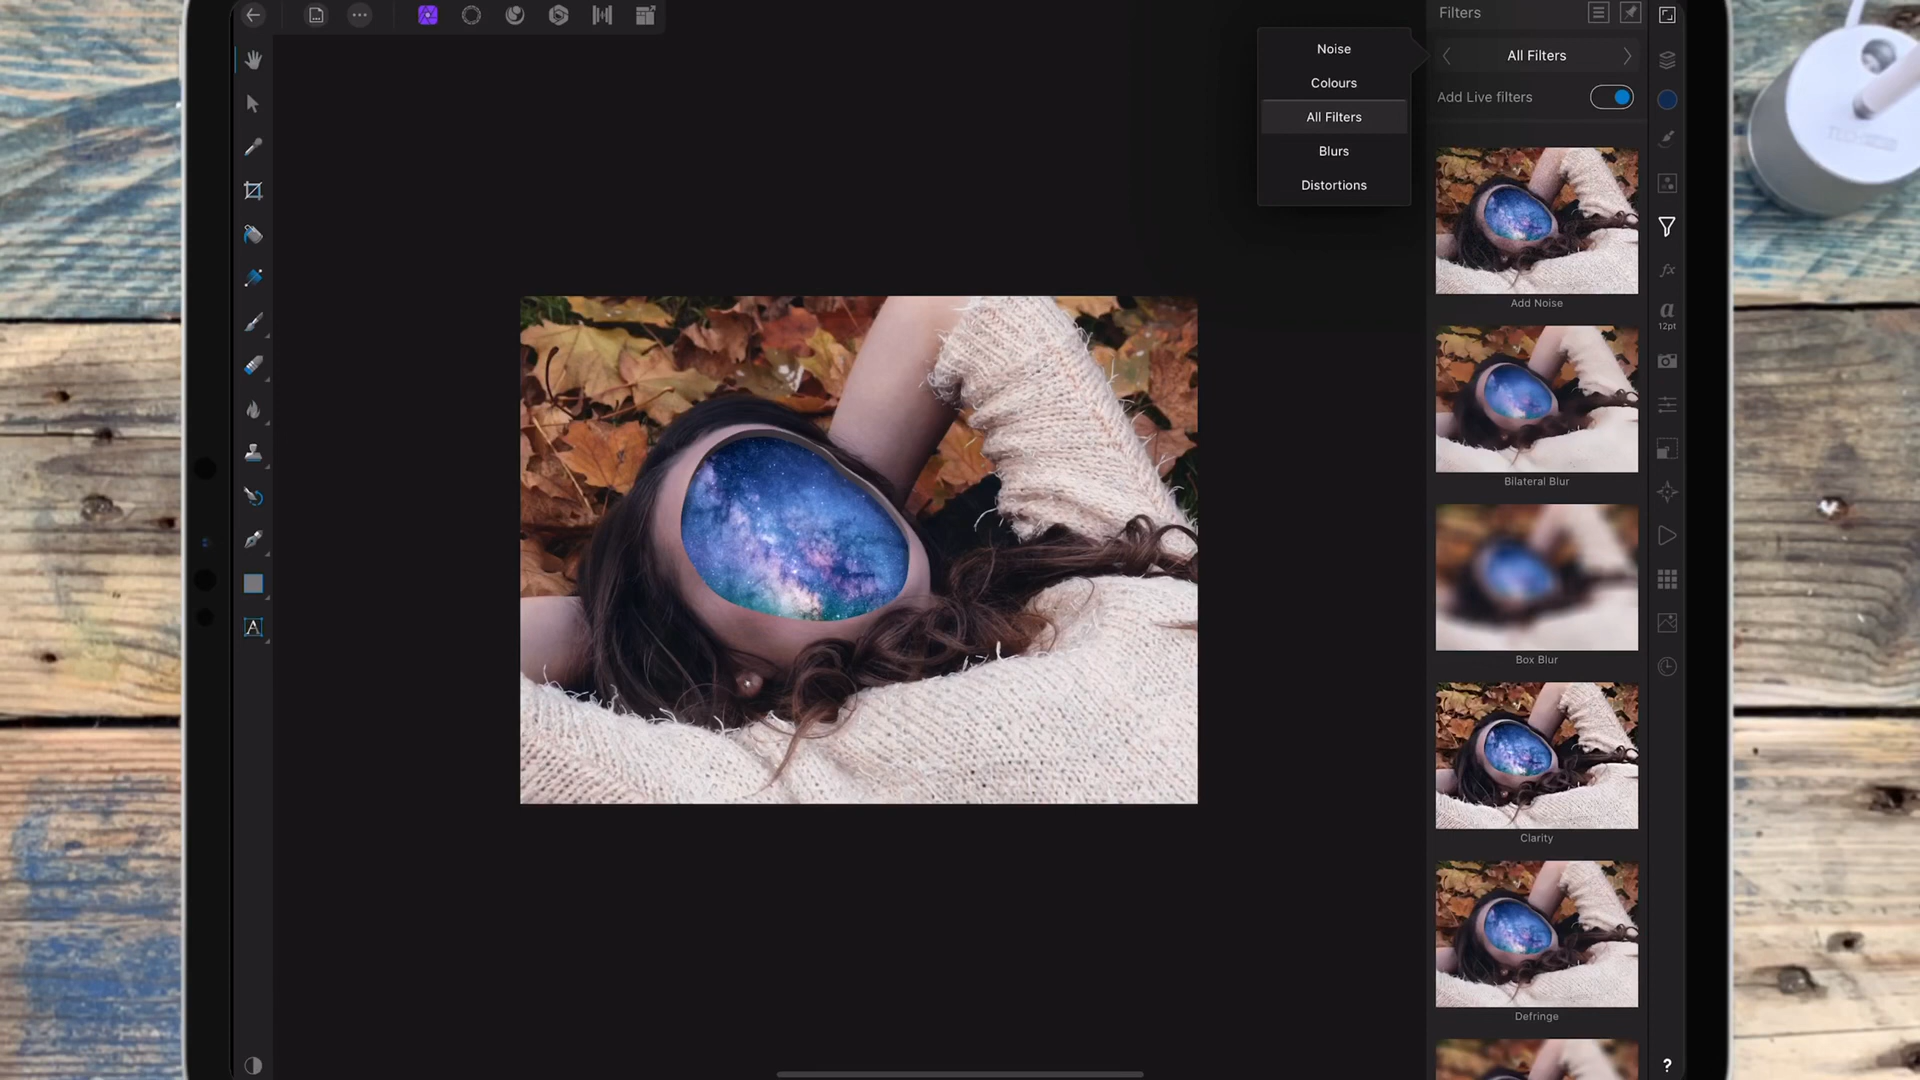 Filters
Noise
Colours
All Filters
Blurs
Distortions
All Filters
Add Live filters
Add Noise
Bilateral Blur
Box Blur
Clarity
Defringe
fx
a
12pt
A
?